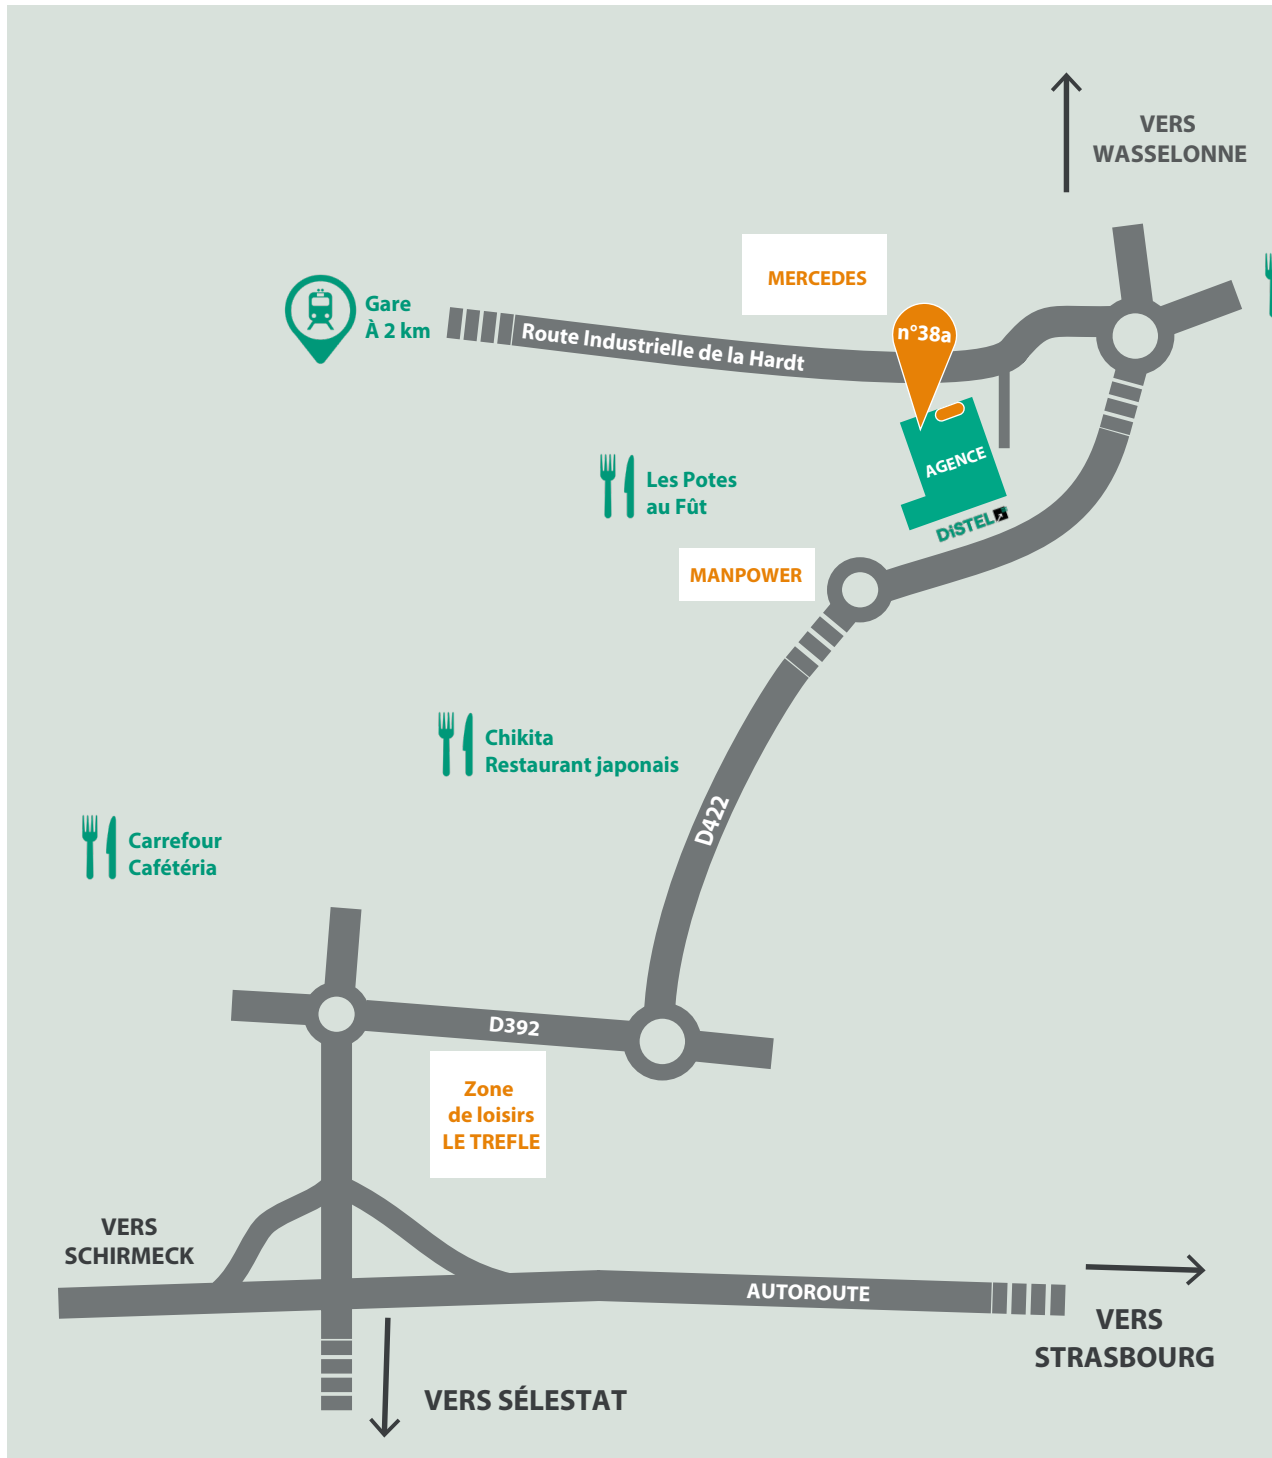 VERS
WASSELONNE
MERCEDES
Gare
À 2 km
n°38a
Route Industrielle de la Hardt
AGENCE
DiSTEL
Les Potes
au Fût
MANPOWER
Chikita
Restaurant japonais
D422
Carrefour
Cafétéria
D392
Zone
de loisirs
LE TREFLE
VERS
SCHIRMECK
AUTOROUTE
VERS
STRASBOURG
VERS SÉLESTAT